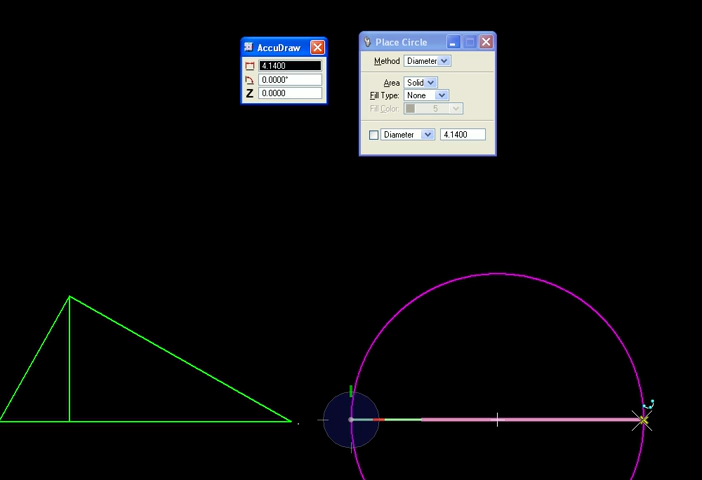 AccuDraw
4.1400
0.0000°
Z 0.0000
Place Circle
Method Diameter
Area Solid
Fill Type: None
Fill Color: 5
Diameter 4.1400